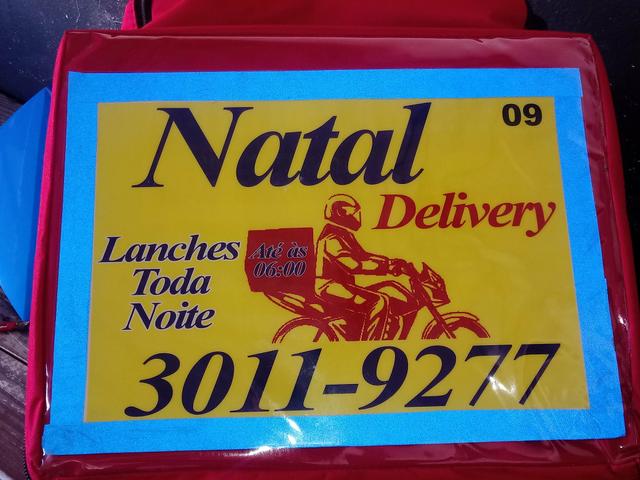 Natal
09
Delivery
Lanches
Toda
Noite
Até às
06:00
3011-9277